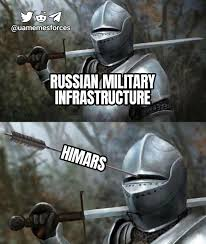 @uamemesforces
RUSSIAN MILITARY
INFRASTRUCTURE
HIMARS